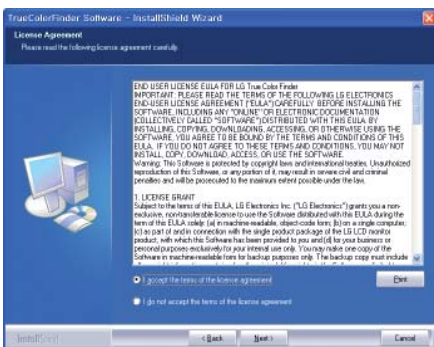 TrueColorFinder Software - InstallShield Wizard
License Agreement
Please read the following license agreement carefully.
END-USER LICENSE EULA FOR LG True Color Finder
IMPORTANT: PLEASE READ THE TERMS OF THE FOLLOWING LG ELECTRONICS
END-USER LICENSE AGREEMENT ("EULA") CAREFULLY BEFORE INSTALLING THE
SOFTWARE, INCLUDING ANY "ONLINE" OR ELECTRONIC DOCUMENTATION
(COLLECTIVELY CALLED "SOFTWARE") DISTRIBUTED WITH THIS EULA. BY
INSTALLING, COPYING, DOWNLOADING, ACCESSING, OR OTHERWISE USING THE
SOFTWARE, YOU AGREE TO BE BOUND BY THE TERMS AND CONDITIONS OF THIS
EULA. IF YOU DO NOT AGREE TO THESE TERMS AND CONDITIONS, YOU MAY NOT
INSTALL, COPY, DOWNLOAD, ACCESS, OR USE THE SOFTWARE.
Warning: This Software is protected by copyright laws and international treaties. Unauthorized
reproduction of this Software, or any portion of it, may result in severe civil and criminal
penalties and will be prosecuted to the maximum extent possible under the law.
1. LICENSE GRANT
Subject to the terms of this EULA, LG Electronics Inc. ("LG Electronics") grants you a non-
exclusive, non-transferable license to use the Software distributed with this EULA during the
term of this EULA solely: (a) in machine-readable, object-code form; (b) on a single computer;
(c) as part of and in connection with the single product package of the LG LCD monitor
product, with which this Software has been provided to you and (d) for your business or
personal purposes exclusively for your internal use only. You may make one copy of the
Software in machine-readable form for backup purposes only. The backup copy must include
I accept the terms of the license agreement
Print
I do not accept the terms of the license agreement
InstallShield
< Back
Next >
Cancel